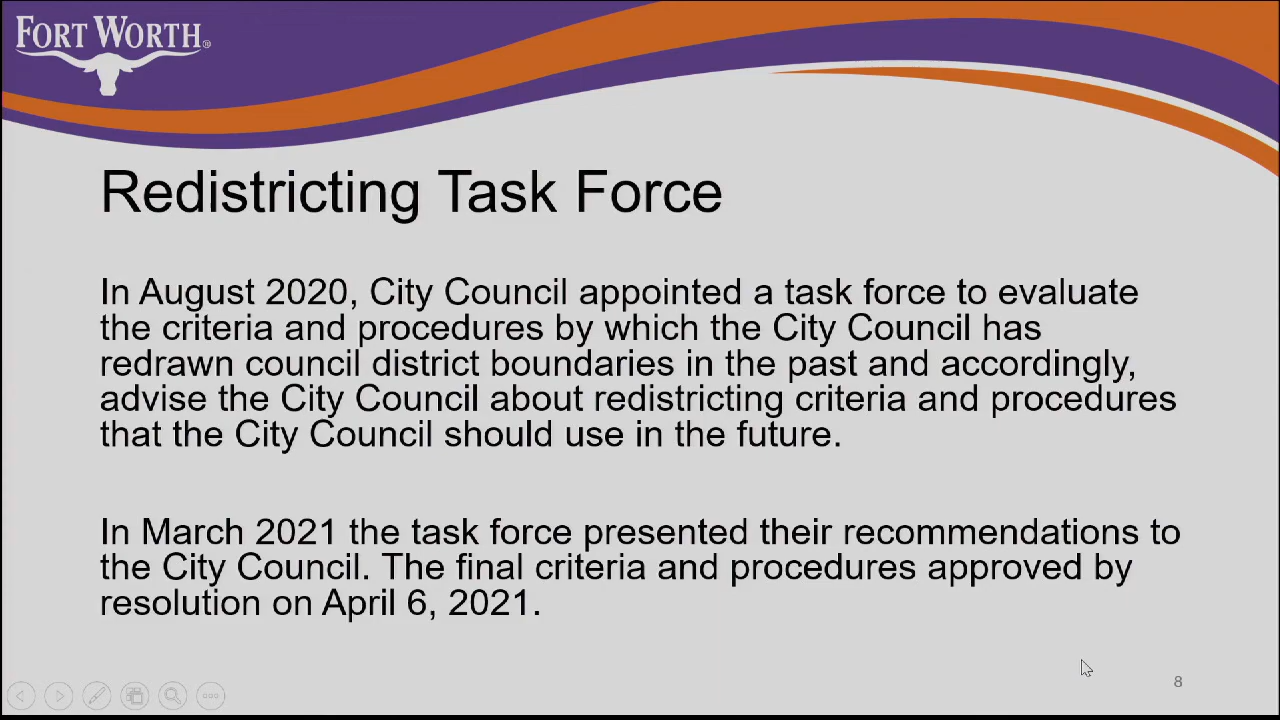 FORT WORTH®
Redistricting Task Force
In August 2020, City Council appointed a task force to evaluate
the criteria and procedures by which the City Council has
redrawn council district boundaries in the past and accordingly,
advise the City Council about redistricting criteria and procedures
that the City Council should use in the future.
In March 2021 the task force presented their recommendations to
the City Council. The final criteria and procedures approved by
resolution on April 6, 2021.
8